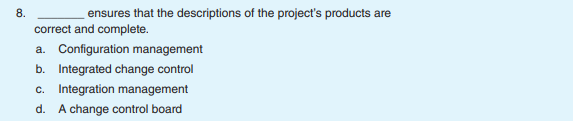 8. _______ ensures that the descriptions of the project's products are
correct and complete.
a. Configuration management
b. Integrated change control
c. Integration management
d. A change control board